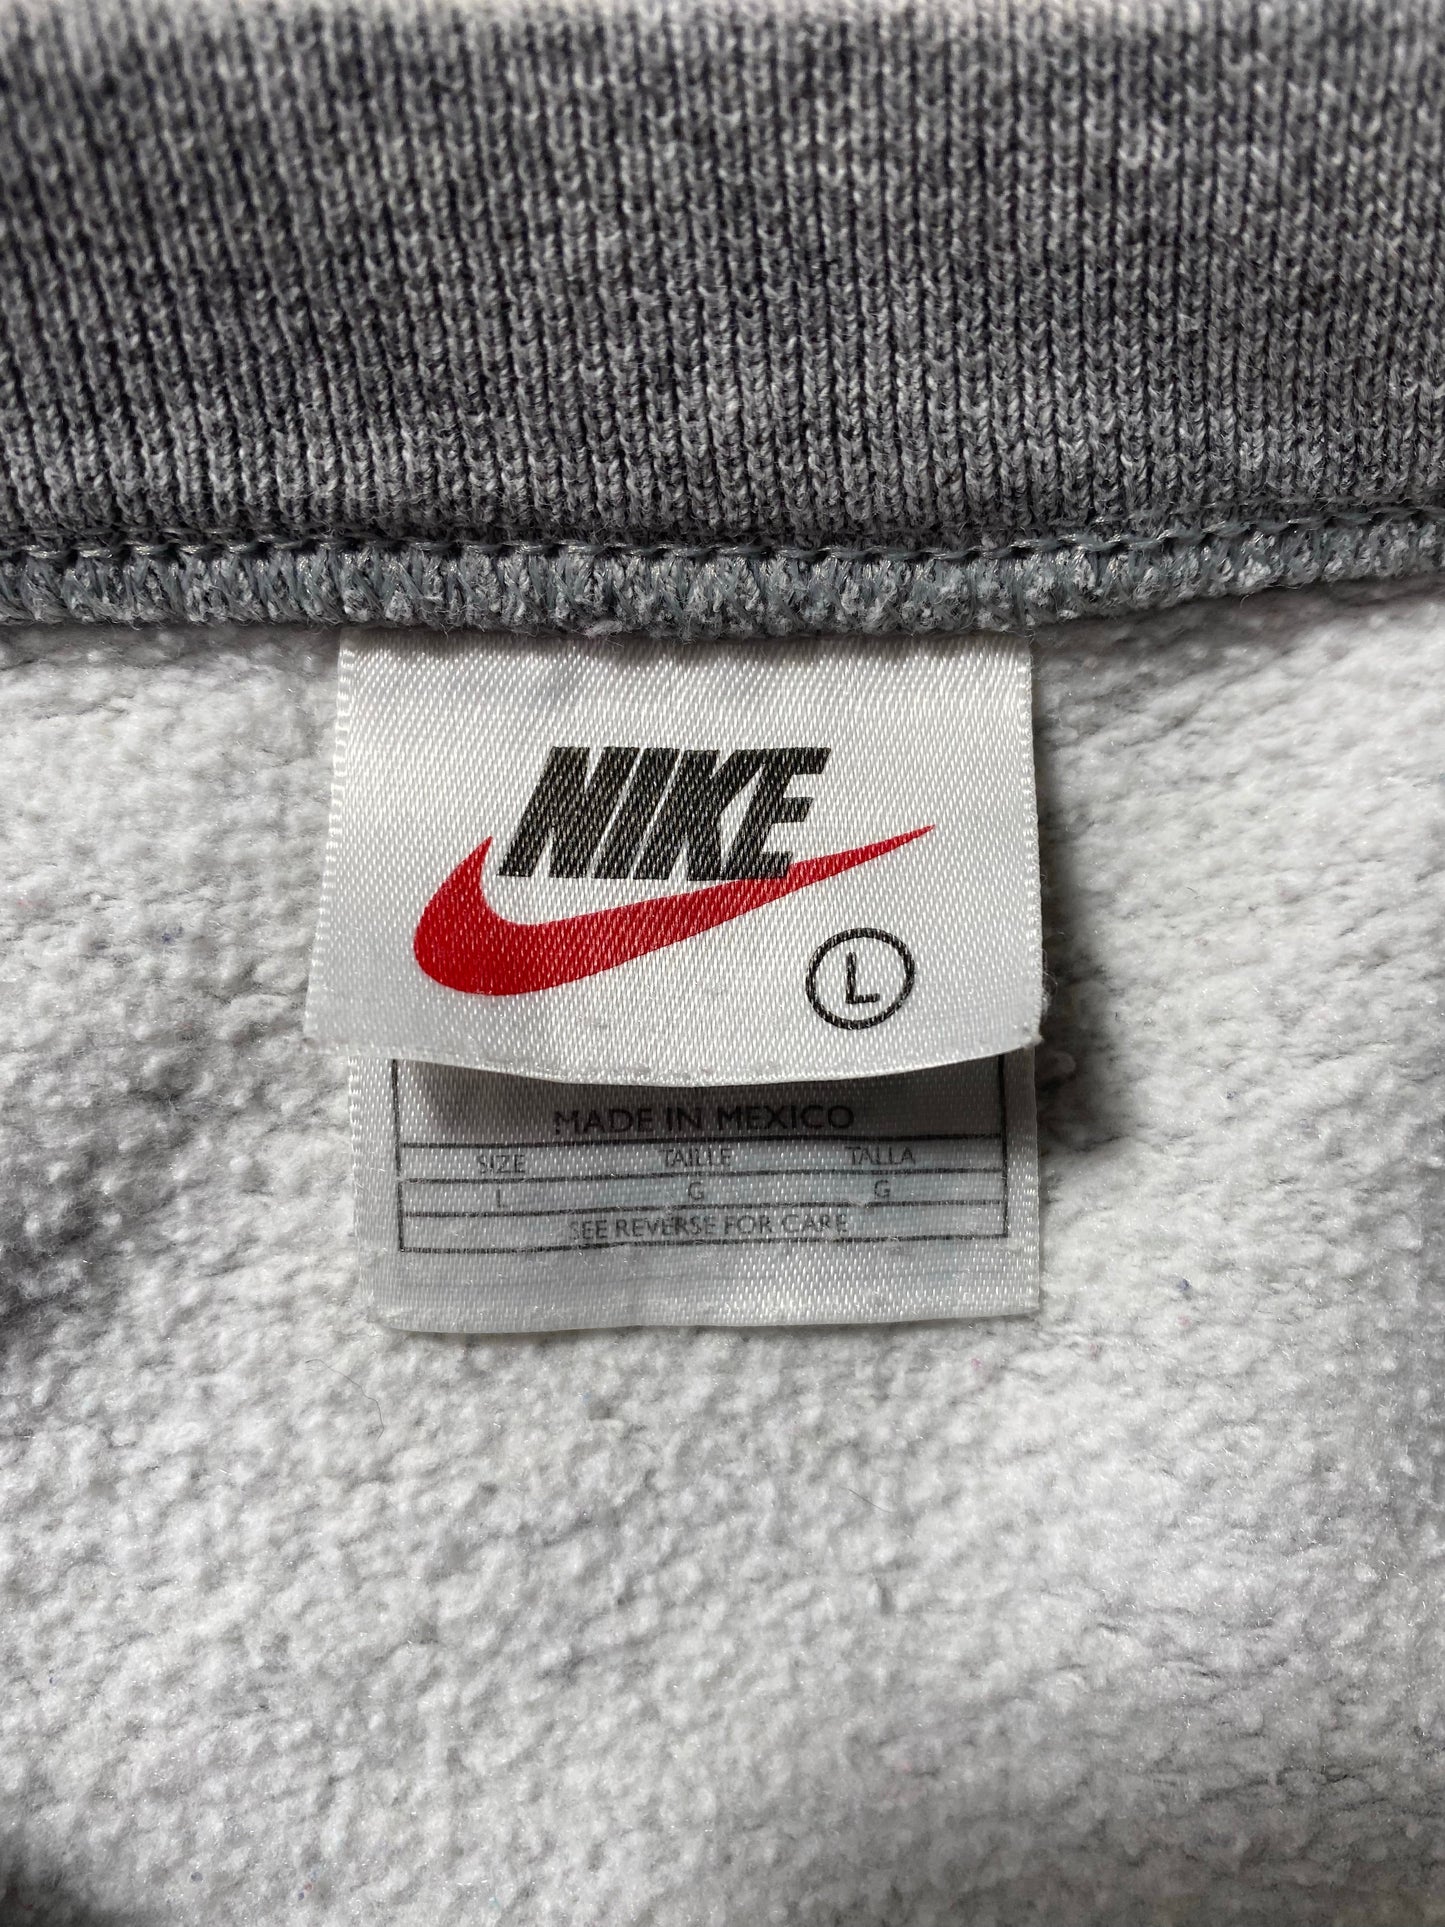 NIKE
L
MADE IN MEXICO
SIZE TAILLE TALLA
L G G
SEE REVERSE FOR CARE